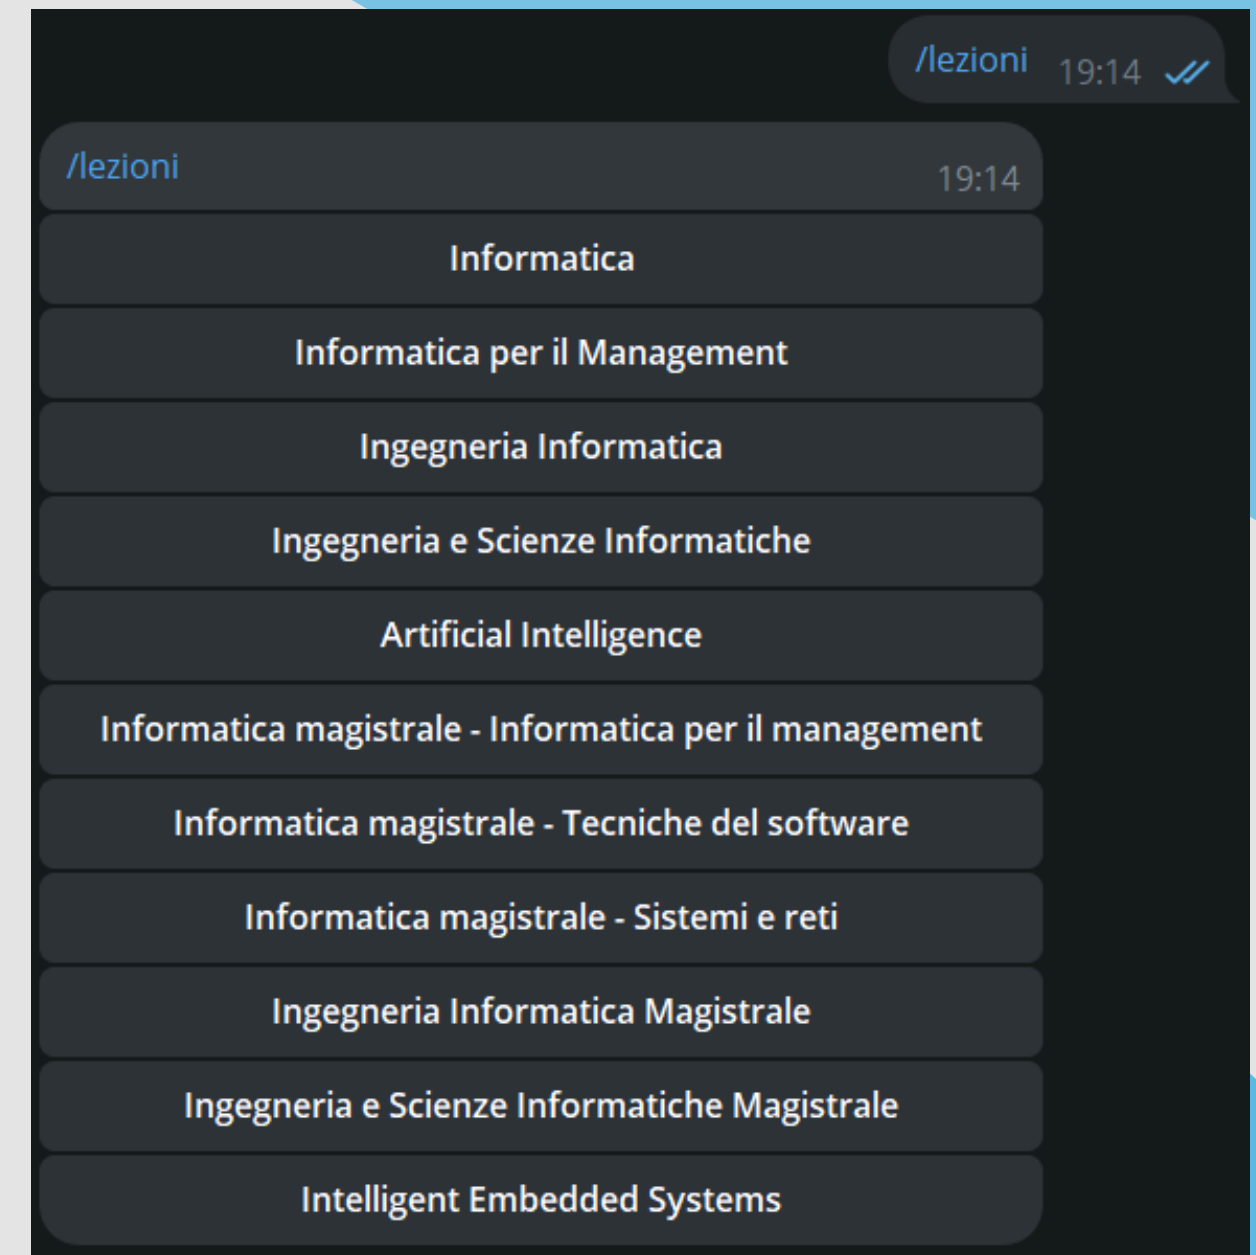 /lezioni 19:14
/lezioni 19:14
Informatica
Informatica per il Management
Ingegneria Informatica
Ingegneria e Scienze Informatiche
Artificial Intelligence
Informatica magistrale - Informatica per il management
Informatica magistrale - Tecniche del software
Informatica magistrale - Sistemi e reti
Ingegneria Informatica Magistrale
Ingegneria e Scienze Informatiche Magistrale
Intelligent Embedded Systems